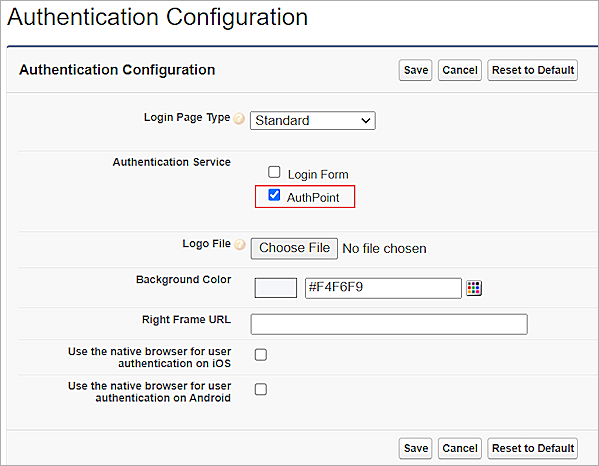 Authentication Configuration
Authentication Configuration Save Cancel Reset to Default
Login Page Type ? Standard
Authentication Service
Login Form
AuthPoint
Logo File ? Choose File No file chosen
Background Color #F4F6F9
Right Frame URL
Use the native browser for user
authentication on iOS
Use the native browser for user
authentication on Android
Save Cancel Reset to Default